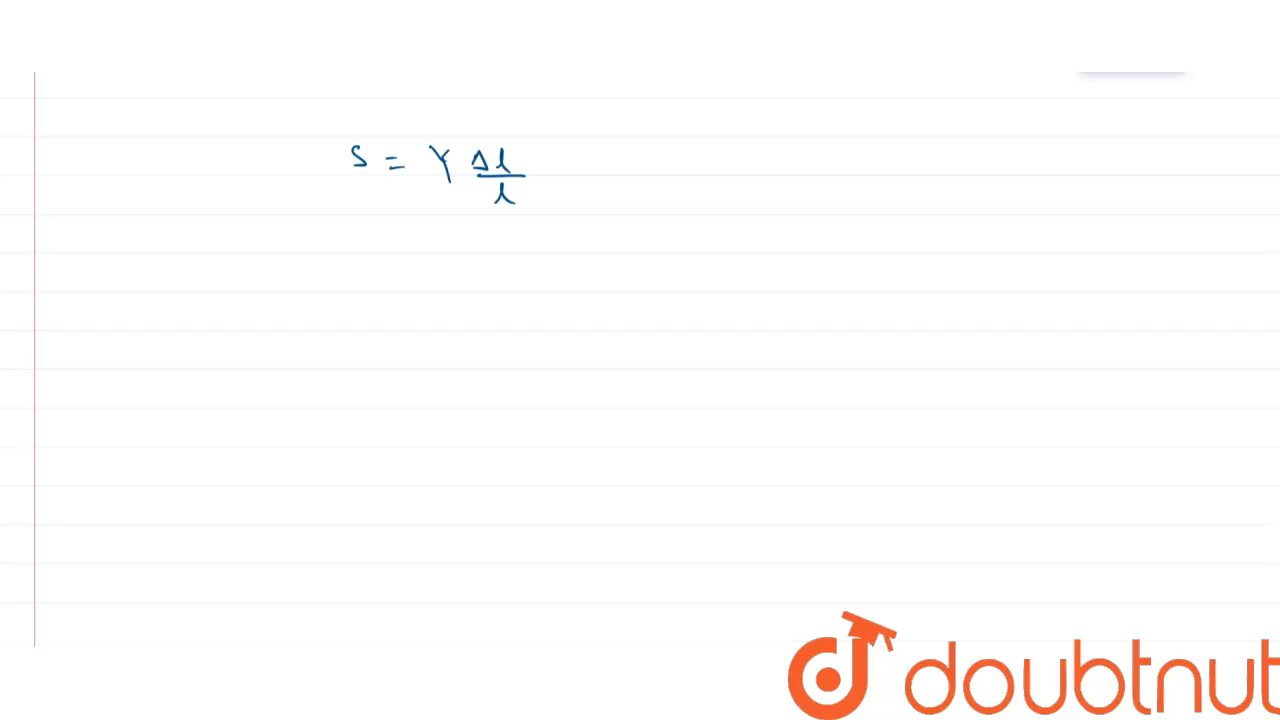 S = Y Δl/l
doubtnut